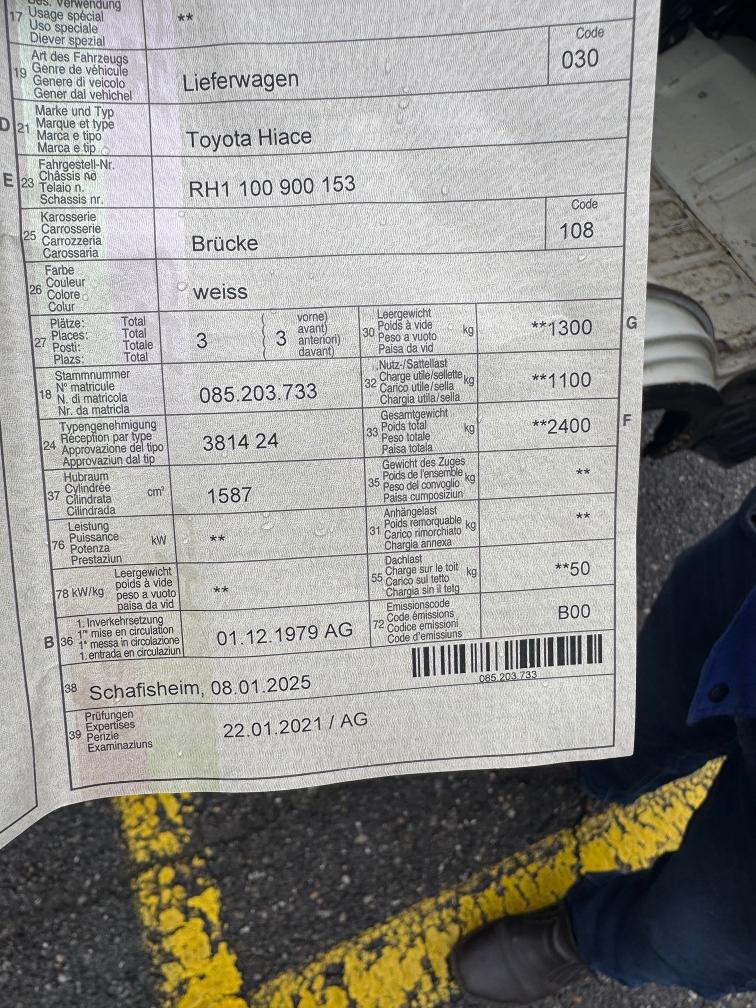 Bes. Verwendung
17 Usage spécial **
Uso speciale
Diever spezial
Art des Fahrzeugs Code
19 Genre de véhicule Lieferwagen 030
Genere di veicolo
Gener dal vehichel
Marke und Typ
D 21 Marque et type Toyota Hiace
Marca e tipo
Marca e tip
Fahrgestell-Nr.
E 23 Châssis no RH1 100 900 153
Telaio n.
Schassis nr.
Karosserie Code
25 Carrosserie Brücke 108
Carrozzeria
Carossaria
Farbe
26 Couleur weiss
Colore
Colur
Plätze: Total vorne)
27 Places: Total 3 ( 3 avant)
Posti: Totale anteriori)
Plazs: Total davant)
Leergewicht
30 Poids à vide kg **1300 G
Peso a vuoto
Paisa da vid
Stammnummer
18 N° matricule 085.203.733
N. di matricola
Nr. da matricla
Nutz-/Sattellast
32 Charge utile/sellette kg **1100
Carico utile/sella
Chargia utila/sella
Typengenehmigung
24 Réception par type 3814 24
Approvazione del tipo
Approvaziun dal tip
Gesamtgewicht
33 Poids total kg **2400 F
Peso totale
Paisa totala
Hubraum
37 Cylindrée cm³ 1587
Cilindrata
Cilindrada
Gewicht des Zuges
35 Poids de l'ensemble kg **
Peso del convoglio
Paisa cumposiziun
Leistung
76 Puissance kW **
Potenza
Prestaziun
Anhängelast
31 Poids remorquable kg **
Carico rimorchiato
Chargia annexa
Leergewicht
78 kW/kg poids à vide **
peso a vuoto
paisa da vid
Dachlast
55 Charge sur le toit kg **50
Carico sul tetto
Chargia sin il tetg
1. Inverkehrsetzung
B 36 1re mise en circulation 01.12.1979 AG
1a messa in circolazione
1. entrada en circulaziun
Emissionscode
72 Code émissions B00
Codice emissioni
Code d'emissiuns
38 Schafisheim, 08.01.2025
085.203.733
Prüfungen
39 Expertises 22.01.2021 / AG
Perizie
Examinaziuns